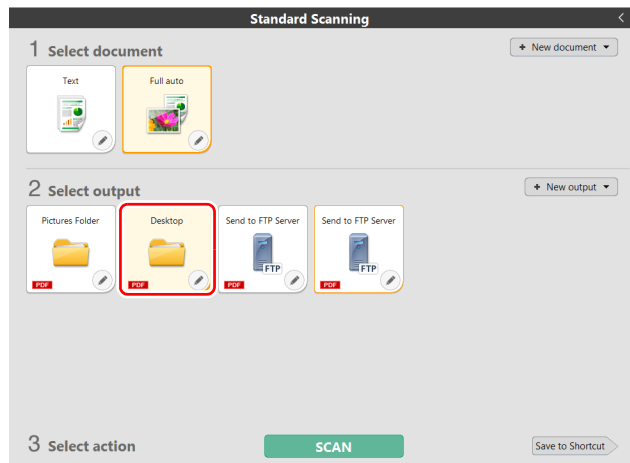 Standard Scanning
1 Select document
+ New document
Text
Full auto
2 Select output
+ New output
Pictures Folder
Desktop
Send to FTP Server
Send to FTP Server
FTP
FTP
PDF
PDF
PDF
PDF
3 Select action
SCAN
Save to Shortcut